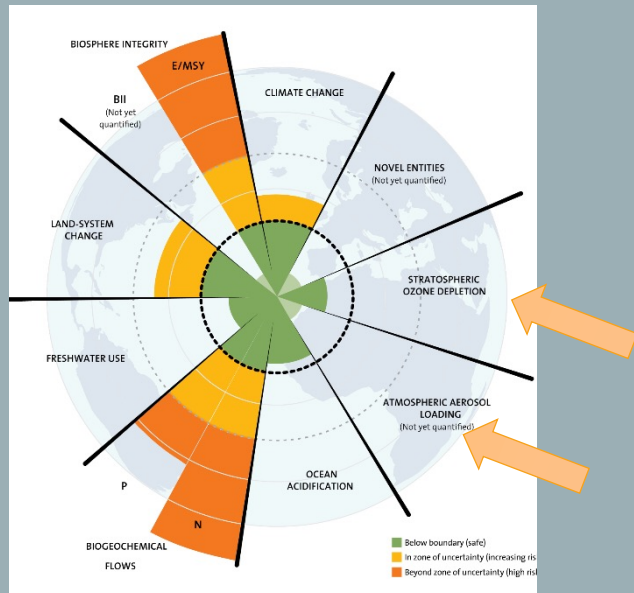 BIOSPHERE INTEGRITY
E/MSY
BII
(Not yet
quantified)
CLIMATE CHANGE
NOVEL ENTITIES
(Not yet quantified)
LAND-SYSTEM
CHANGE
STRATOSPHERIC
OZONE DEPLETION
FRESHWATER USE
ATMOSPHERIC AEROSOL
LOADING
(Not yet quantified)
OCEAN
ACIDIFICATION
P
N
BIOGEOCHEMICAL
FLOWS
Below boundary (safe)
In zone of uncertainty (increasing ris
Beyond zone of uncertainty (high risk